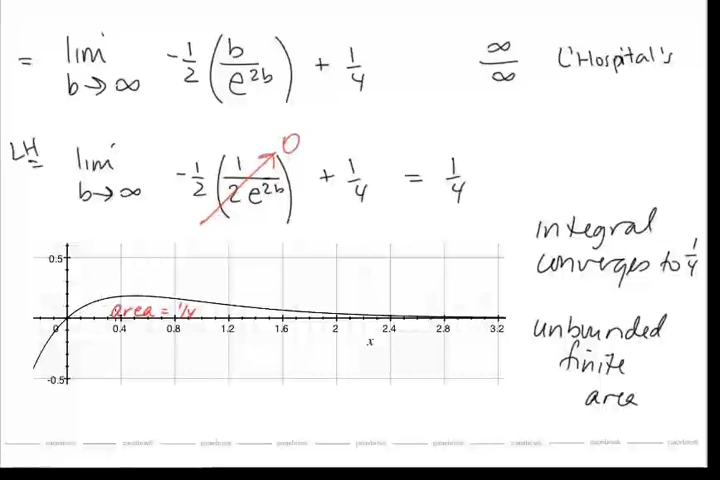 = lim b→∞ -1/2 (b/e^2b) + 1/4    ∞/∞ L'Hospital's
LH= lim b→∞ -1/2 (1/2e^2b) 0 + 1/4 = 1/4
Integral
converges to 1/4
0.5
area = 1/4
0 0.4 0.8 1.2 1.6 2 2.4 2.8 3.2
x
-0.5
unbounded
finite
area